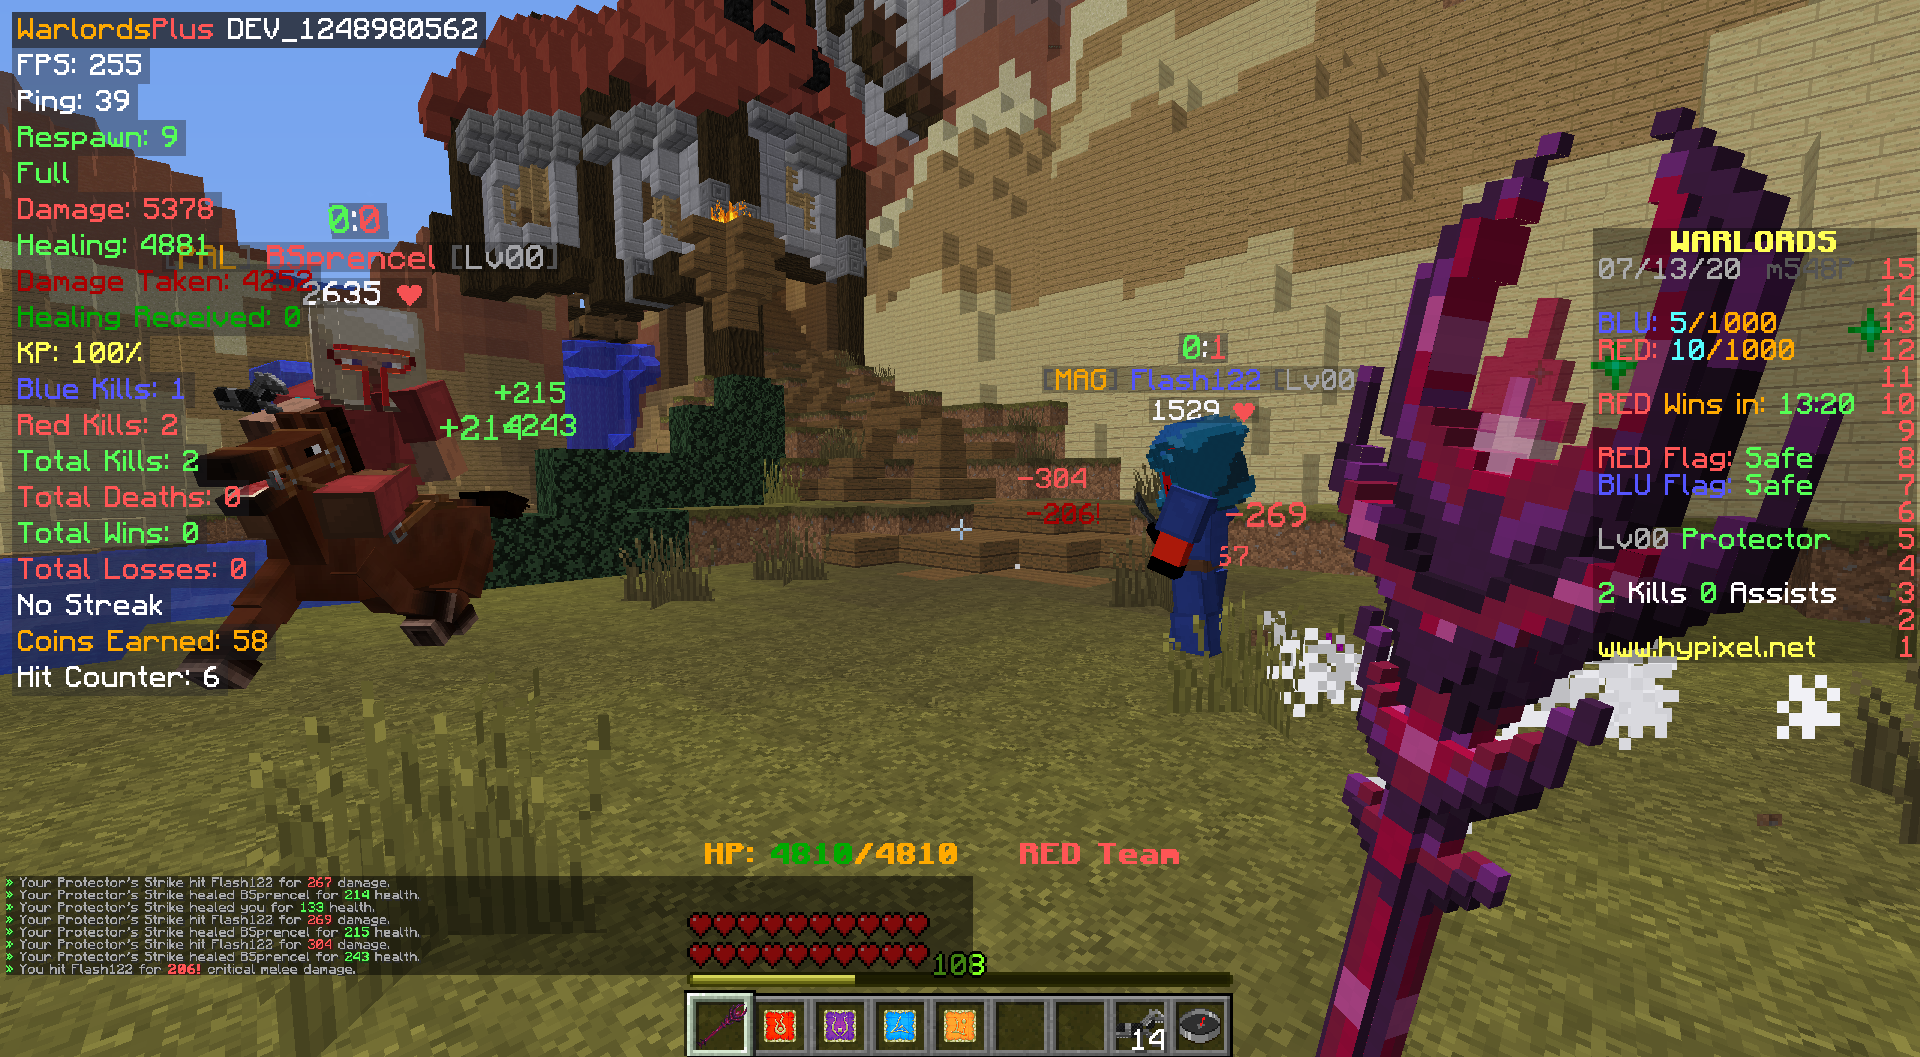 WarlordsPlus DEV_1248980562
FPS: 255
Ping: 39
Respawn: 9
Full
Damage: 5378
Healing: 4881
Damage Taken: 4252
Healing Received: 0
KP: 100%
Blue Kills: 1
Red Kills: 2
Total Kills: 2
Total Deaths: 0
Total Wins: 0
Total Losses: 0
No Streak
Coins Earned: 58
Hit Counter: 6
0:0
B5prencel [Lv00]
2635 ❤
+215
+214
+243
0:1
[MAG] Flash122 [Lv00
1529 ❤
-304
-206!
-269
WARLORDS
07/13/20 15
14
BLU: 5/1000 13
RED: 10/1000 12
11
RED Wins in: 13:20 10
9
RED Flag: Safe 8
BLU Flag: Safe 7
6
Lv00 Protector 5
4
2 Kills 0 Assists 3
2
www.hypixel.net 1
HP: 4810/4810 RED Team
» Your Protector's Strike hit Flash122 for 267 damage.
» Your Protector's Strike healed B5prencel for 214 health.
» Your Protector's Strike healed you for 133 health.
» Your Protector's Strike hit Flash122 for 269 damage.
» Your Protector's Strike healed B5prencel for 215 health.
» Your Protector's Strike hit Flash122 for 304 damage.
» Your Protector's Strike healed B5prencel for 243 health.
» You hit Flash122 for 206! critical melee damage.
103
14